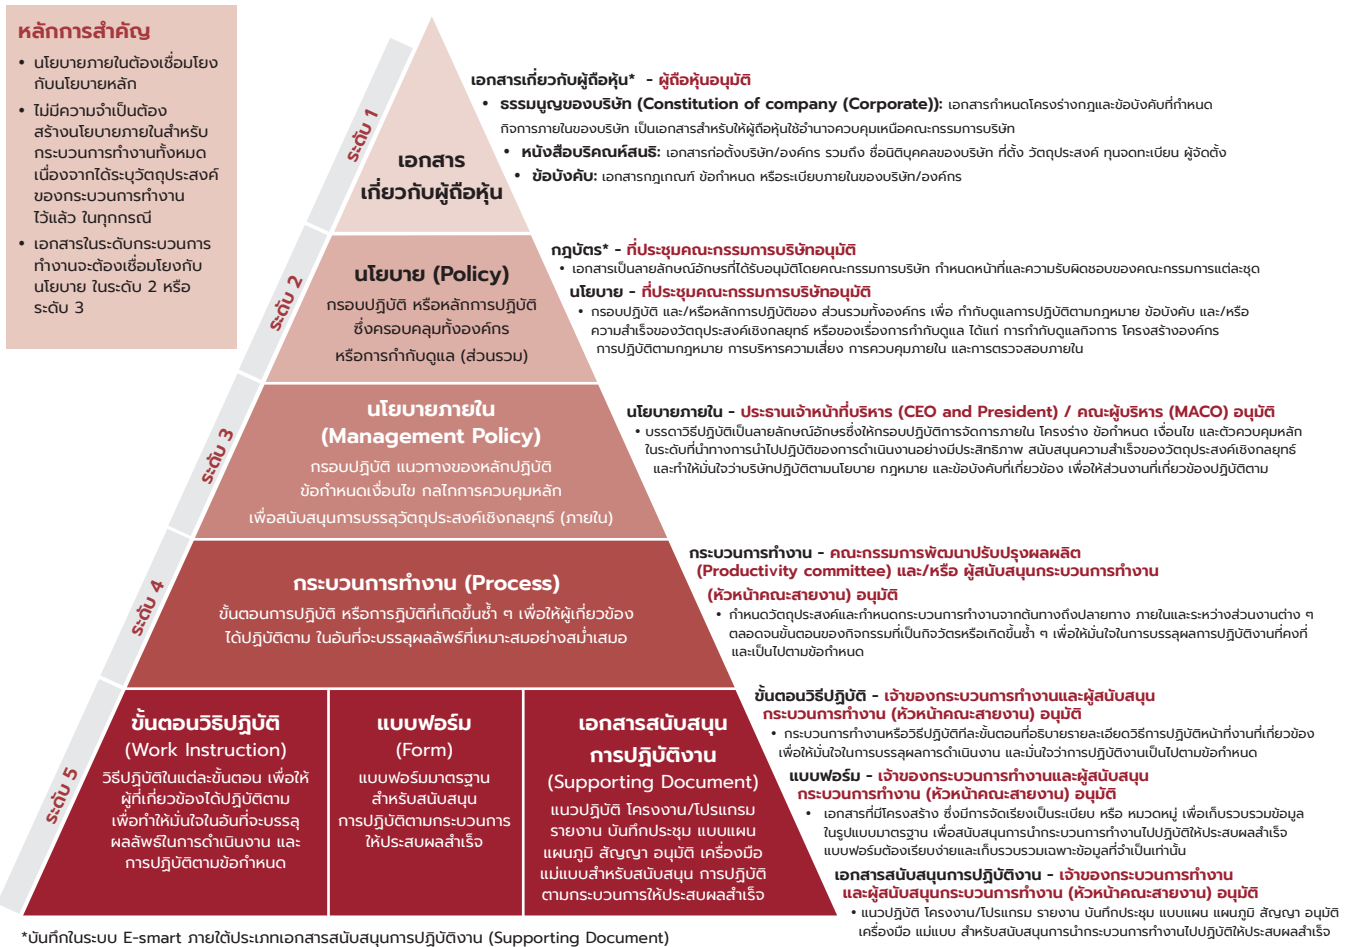 หลักการสำคัญ
• นโยบายภายในต้องเชื่อมโยง
กับนโยบายหลัก
• ไม่มีความจำเป็นต้อง
สร้างนโยบายภายในสำหรับ
กระบวนการทำงานทั้งหมด
เนื่องจากได้ระบุวัตถุประสงค์
ของกระบวนการทำงาน
ไว้แล้ว ในทุกกรณี
• เอกสารในระดับกระบวนการ
ทำงานจะต้องเชื่อมโยงกับ
นโยบาย ในระดับ 2 หรือ
ระดับ 3
ระดับ 1
เอกสาร
เกี่ยวกับผู้ถือหุ้น
เอกสารเกี่ยวกับผู้ถือหุ้น* - ผู้ถือหุ้นอนุมัติ
• ธรรมนูญของบริษัท (Constitution of company (Corporate)): เอกสารกำหนดโครงร่างกฎและข้อบังคับที่กำหนด
กิจการภายในของบริษัท เป็นเอกสารสำหรับให้ผู้ถือหุ้นใช้อำนาจควบคุมเหนือคณะกรรมการบริษัท
• หนังสือบริคณห์สนธิ: เอกสารก่อตั้งบริษัท/องค์กร รวมถึง ชื่อนิติบุคคลของบริษัท ที่ตั้ง วัตถุประสงค์ ทุนจดทะเบียน ผู้จัดตั้ง
• ข้อบังคับ: เอกสารกฎเกณฑ์ ข้อกำหนด หรือระเบียบภายในของบริษัท/องค์กร
ระดับ 2
นโยบาย (Policy)
กรอบปฏิบัติ หรือหลักการปฏิบัติ
ซึ่งครอบคลุมทั้งองค์กร
หรือการกำกับดูแล (ส่วนรวม)
กฎบัตร* - ที่ประชุมคณะกรรมการบริษัทอนุมัติ
• เอกสารเป็นลายลักษณ์อักษรที่ได้รับอนุมัติโดยคณะกรรมการบริษัท กำหนดหน้าที่และความรับผิดชอบของคณะกรรมการแต่ละชุด
นโยบาย - ที่ประชุมคณะกรรมการบริษัทอนุมัติ
• กรอบปฏิบัติ และ/หรือหลักการปฏิบัติของ ส่วนรวมทั้งองค์กร เพื่อ กำกับดูแลการปฏิบัติตามกฎหมาย ข้อบังคับ และ/หรือ
ความสำเร็จของวัตถุประสงค์เชิงกลยุทธ์ หรือของเรื่องการกำกับดูแล ได้แก่ การกำกับดูแลกิจการ โครงสร้างองค์กร
การปฏิบัติตามกฎหมาย การบริหารความเสี่ยง การควบคุมภายใน และการตรวจสอบภายใน
ระดับ 3
นโยบายภายใน
(Management Policy)
กรอบปฏิบัติ แนวทางของหลักปฏิบัติ
ข้อกำหนดเงื่อนไข กลไกการควบคุมหลัก
เพื่อสนับสนุนการบรรลุวัตถุประสงค์เชิงกลยุทธ์ (ภายใน)
นโยบายภายใน - ประธานเจ้าหน้าที่บริหาร (CEO and President) / คณะผู้บริหาร (MACO) อนุมัติ
• บรรดาวิธีปฏิบัติเป็นลายลักษณ์อักษรซึ่งให้กรอบปฏิบัติการจัดการภายใน โครงร่าง ข้อกำหนด เงื่อนไข และตัวควบคุมหลัก
ในระดับที่นำทางการนำไปปฏิบัติของการดำเนินงานอย่างมีประสิทธิภาพ สนับสนุนความสำเร็จของวัตถุประสงค์เชิงกลยุทธ์
และทำให้มั่นใจว่าบริษัทปฏิบัติตามนโยบาย กฎหมาย และข้อบังคับที่เกี่ยวข้อง เพื่อให้ส่วนงานที่เกี่ยวข้องปฏิบัติตาม
ระดับ 4
กระบวนการทำงาน (Process)
ขั้นตอนการปฏิบัติ หรือการฏิบัติที่เกิดขึ้นซ้ำ ๆ เพื่อให้ผู้เกี่ยวข้อง
ได้ปฏิบัติตาม ในอันที่จะบรรลุผลลัพธ์ที่เหมาะสมอย่างสม่ำเสมอ
กระบวนการทำงาน - คณะกรรมการพัฒนาปรับปรุงผลผลิต
(Productivity committee) และ/หรือ ผู้สนับสนุนกระบวนการทำงาน
(หัวหน้าคณะสายงาน) อนุมัติ
• กำหนดวัตถุประสงค์และกำหนดกระบวนการทำงานจากต้นทางถึงปลายทาง ภายในและระหว่างส่วนงานต่าง ๆ
ตลอดจนขั้นตอนของกิจกรรมที่เป็นกิจวัตรหรือเกิดขึ้นซ้ำ ๆ เพื่อให้มั่นใจในการบรรลุผลการปฏิบัติงานที่คงที่
และเป็นไปตามข้อกำหนด
ระดับ 5
ขั้นตอนวิธีปฏิบัติ
(Work Instruction)
วิธีปฏิบัติในแต่ละขั้นตอน เพื่อให้
ผู้ที่เกี่ยวข้องได้ปฏิบัติตาม
เพื่อทำให้มั่นใจในอันที่จะบรรลุ
ผลลัพธ์ในการดำเนินงาน และ
การปฏิบัติตามข้อกำหนด
แบบฟอร์ม
(Form)
แบบฟอร์มมาตรฐาน
สำหรับสนับสนุน
การปฏิบัติตามกระบวนการ
ให้ประสบผลสำเร็จ
เอกสารสนับสนุน
การปฏิบัติงาน
(Supporting Document)
แนวปฏิบัติ โครงงาน/โปรแกรม
รายงาน บันทึกประชุม แบบแผน
แผนภูมิ สัญญา อนุมัติ เครื่องมือ
แม่แบบสำหรับสนับสนุน การปฏิบัติ
ตามกระบวนการให้ประสบผลสำเร็จ
ขั้นตอนวิธีปฏิบัติ - เจ้าของกระบวนการทำงานและผู้สนับสนุน
กระบวนการทำงาน (หัวหน้าคณะสายงาน) อนุมัติ
• กระบวนการทำงานหรือวิธีปฏิบัติทีละขั้นตอนที่อธิบายรายละเอียดวิธีการปฏิบัติหน้าที่งานที่เกี่ยวข้อง
เพื่อให้มั่นใจในการบรรลุผลการดำเนินงาน และมั่นใจว่าการปฏิบัติงานเป็นไปตามข้อกำหนด
แบบฟอร์ม - เจ้าของกระบวนการทำงานและผู้สนับสนุน
กระบวนการทำงาน (หัวหน้าคณะสายงาน) อนุมัติ
• เอกสารที่มีโครงสร้าง ซึ่งมีการจัดเรียงเป็นระเบียบ หรือ หมวดหมู่ เพื่อเก็บรวบรวมข้อมูล
ในรูปแบบมาตรฐาน เพื่อสนับสนุนการนำกระบวนการทำงานไปปฏิบัติให้ประสบผลสำเร็จ
แบบฟอร์มต้องเรียบง่ายและเก็บรวบรวมเฉพาะข้อมูลที่จำเป็นเท่านั้น
เอกสารสนับสนุนการปฏิบัติงาน - เจ้าของกระบวนการทำงาน
และผู้สนับสนุนกระบวนการทำงาน (หัวหน้าคณะสายงาน) อนุมัติ
• แนวปฏิบัติ โครงงาน/โปรแกรม รายงาน บันทึกประชุม แบบแผน แผนภูมิ สัญญา อนุมัติ
เครื่องมือ แม่แบบ สำหรับสนับสนุนการนำกระบวนการทำงานไปปฏิบัติให้ประสบผลสำเร็จ
*บันทึกในระบบ E-smart ภายใต้ประเภทเอกสารสนับสนุนการปฏิบัติงาน (Supporting Document)